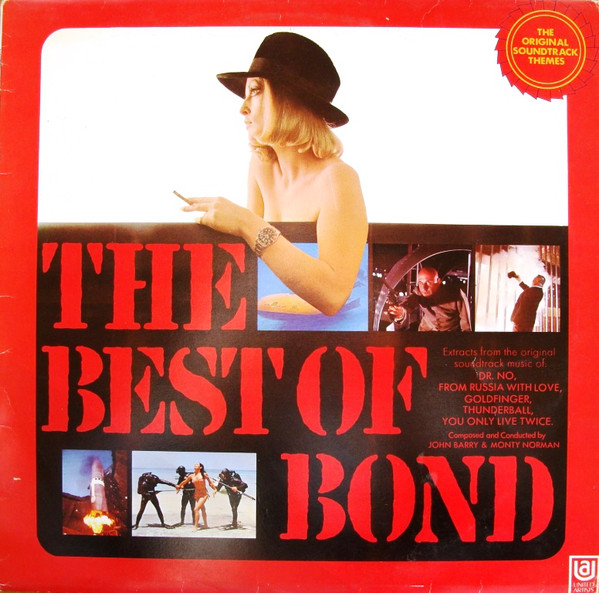 THE
ORIGINAL
SOUNDTRACK
THEMES
THE
BEST OF
BOND
Extracts from the original
soundtrack music of:
DR. NO,
FROM RUSSIA WITH LOVE,
GOLDFINGER,
THUNDERBALL,
YOU ONLY LIVE TWICE.
Composed and Conducted by
JOHN BARRY & MONTY NORMAN
UA
UNITED
ARTISTS